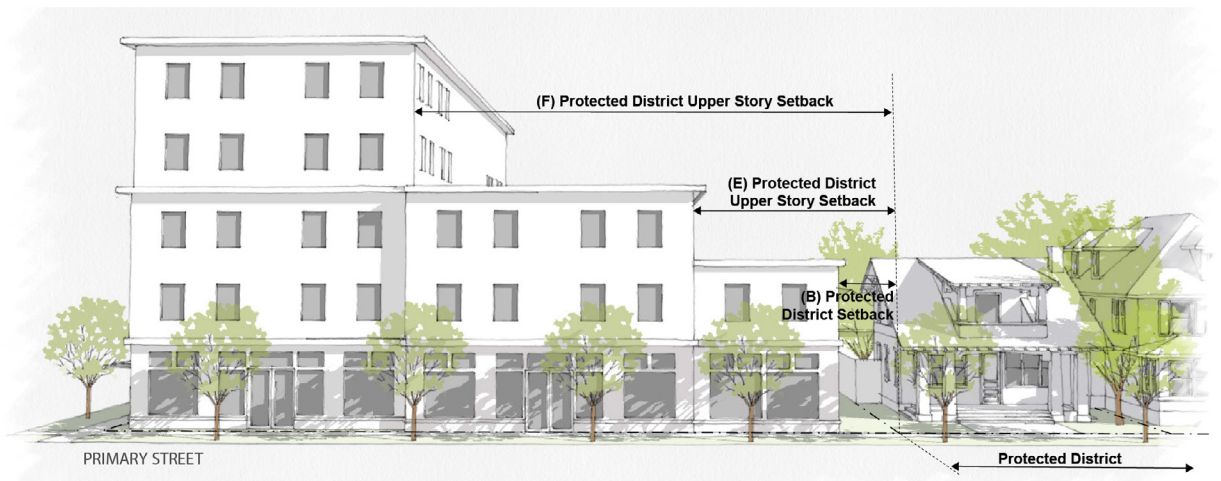 (F) Protected District Upper Story Setback
(E) Protected District
Upper Story Setback
(B) Protected
District Setback
PRIMARY STREET
Protected District